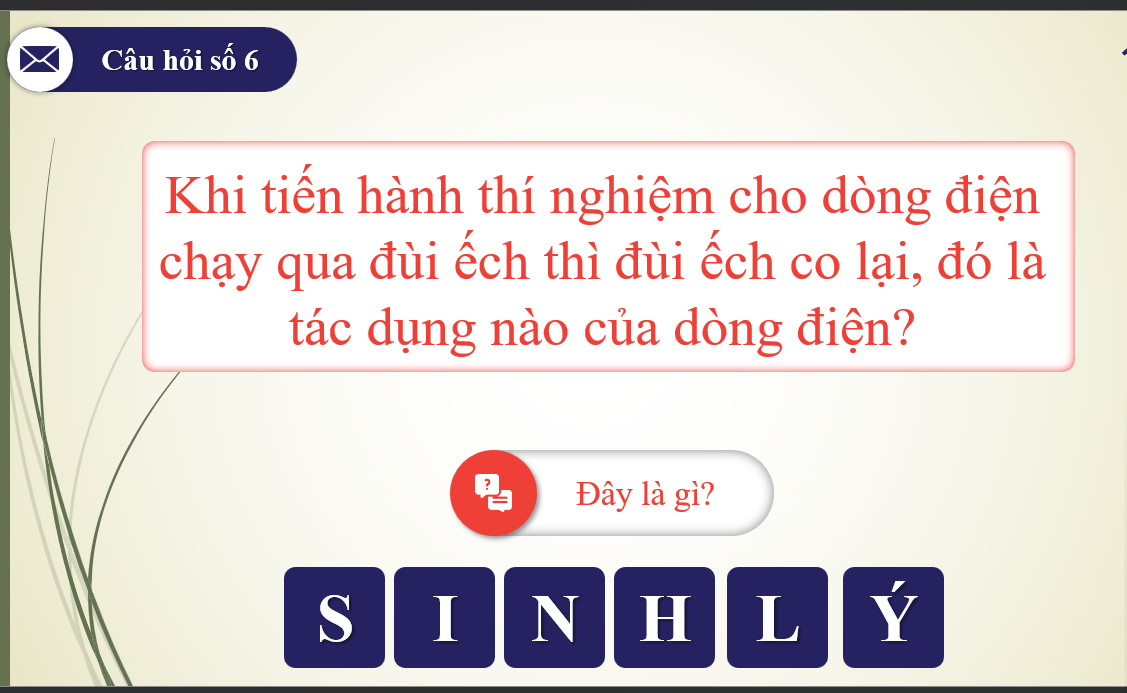 Câu hỏi số 6
Khi tiến hành thí nghiệm cho dòng điện
chạy qua đùi ếch thì đùi ếch co lại, đó là
tác dụng nào của dòng điện?
?
Đây là gì?
S I N H L Ý